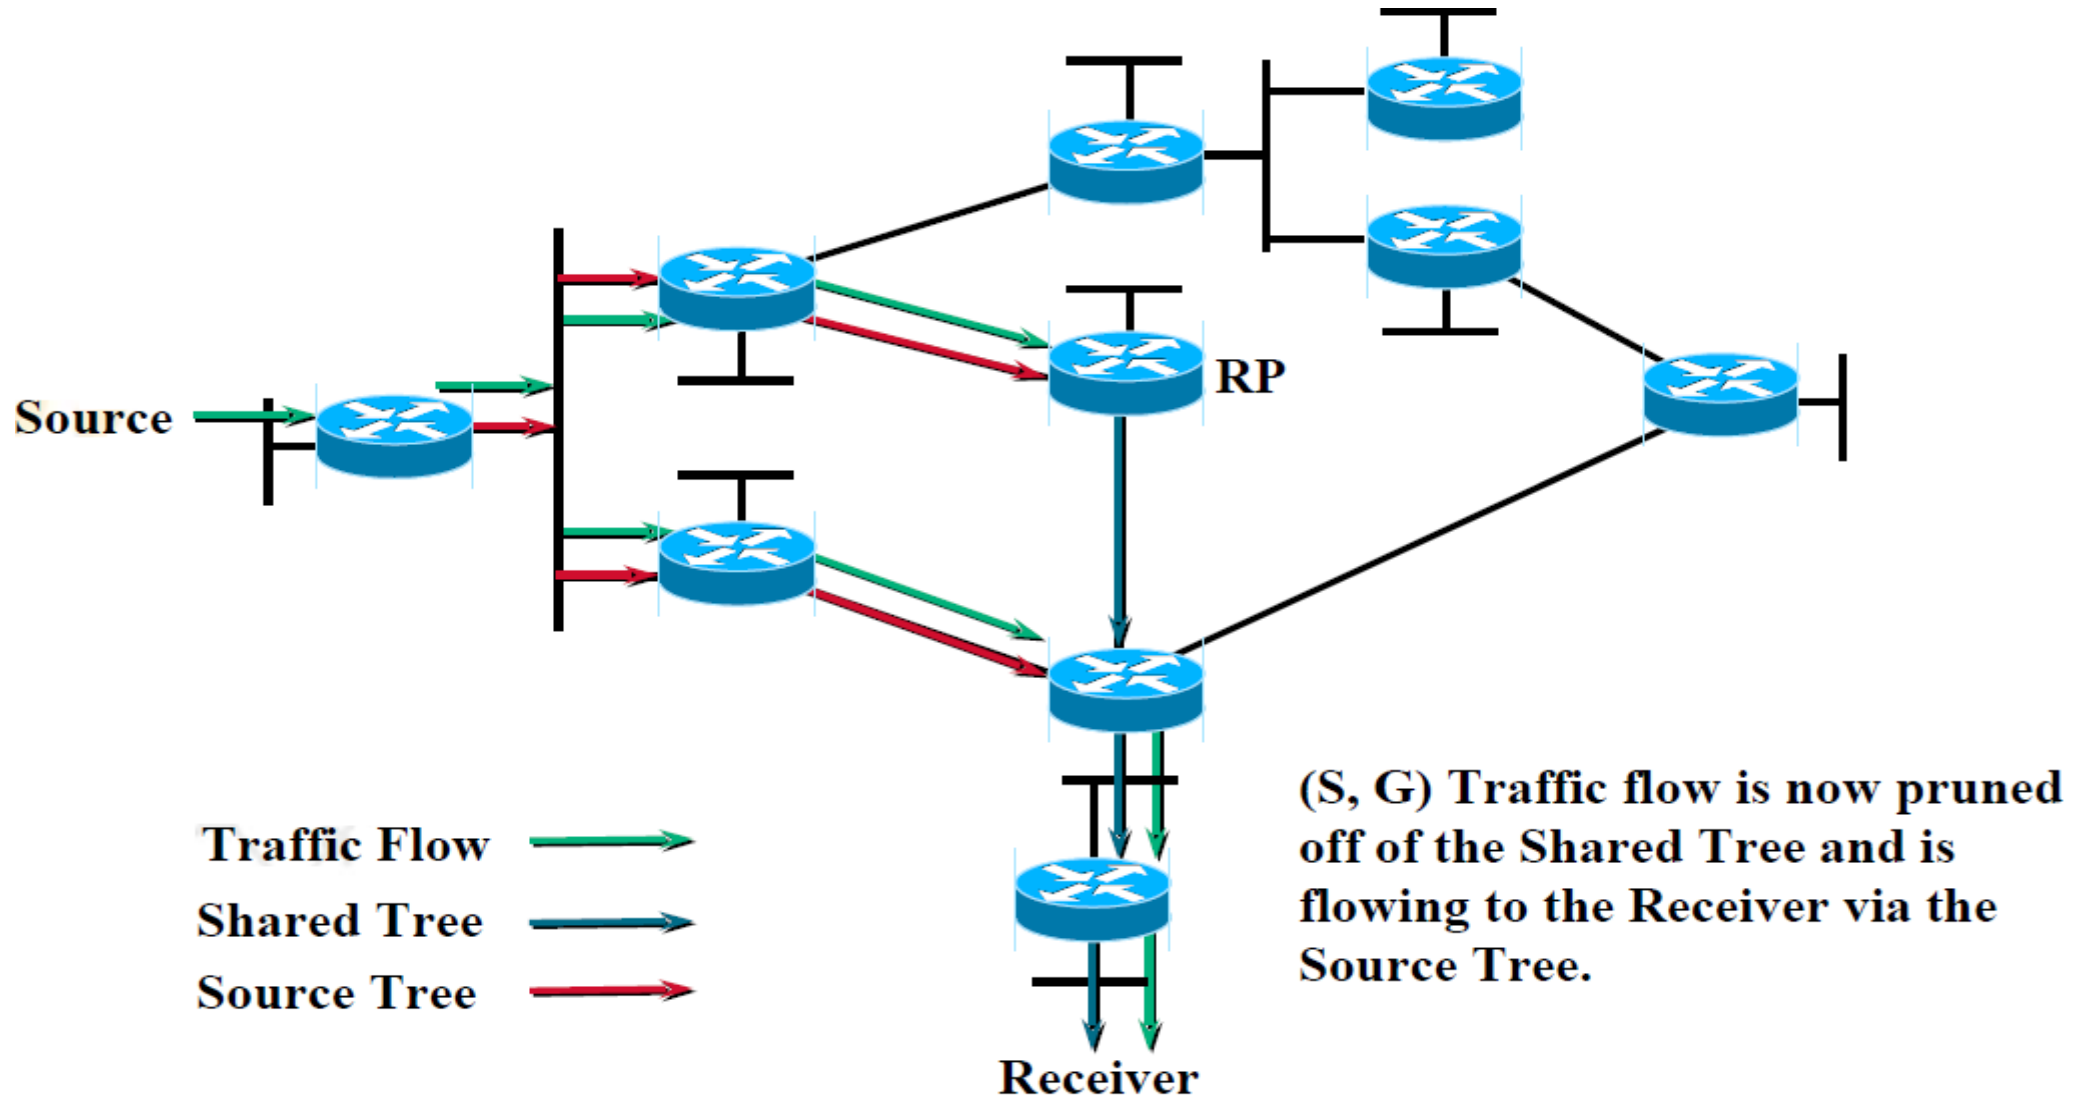 RP
Source
(S, G) Traffic flow is now pruned
off of the Shared Tree and is
flowing to the Receiver via the
Source Tree.
Traffic Flow
Shared Tree
Source Tree
Receiver